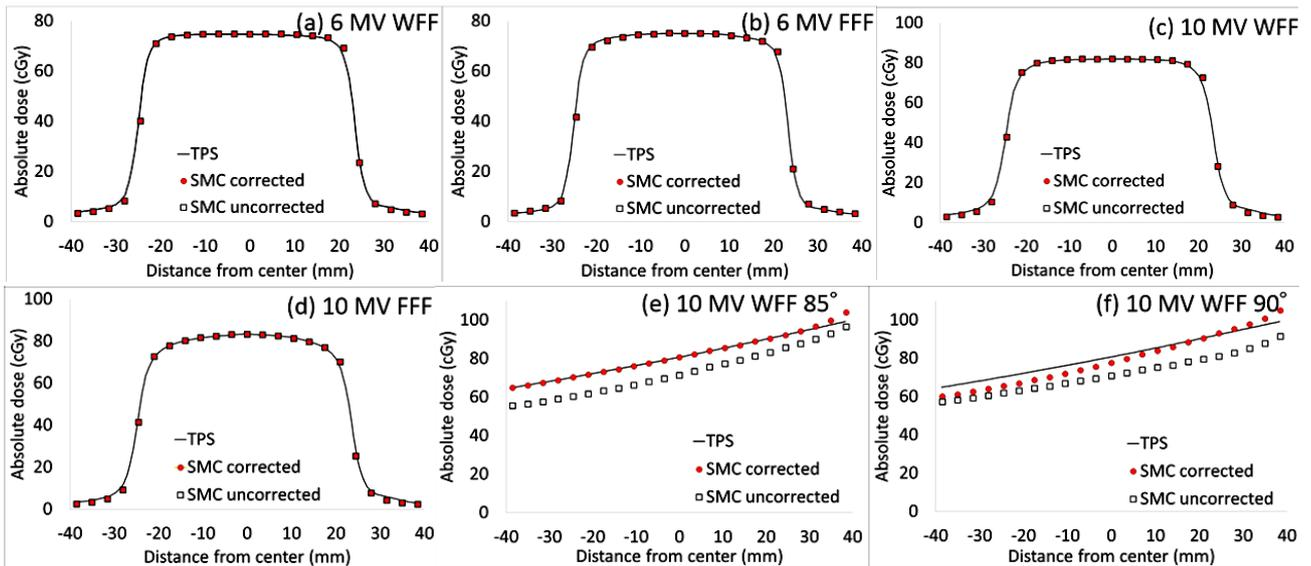 (a) 6 MV WFF
Absolute dose (cGy)
80
60
40
20
0
TPS
SMC corrected
SMC uncorrected
-40 -30 -20 -10 0 10 20 30 40
Distance from center (mm)
(b) 6 MV FFF
Absolute dose (cGy)
80
60
40
20
0
TPS
SMC corrected
SMC uncorrected
-40 -30 -20 -10 0 10 20 30 40
Distance from center (mm)
(c) 10 MV WFF
Absolute dose (cGy)
100
80
60
40
20
0
TPS
SMC corrected
SMC uncorrected
-40 -30 -20 -10 0 10 20 30 40
Distance from center (mm)
(d) 10 MV FFF
Absolute dose (cGy)
100
80
60
40
20
0
TPS
SMC corrected
SMC uncorrected
-40 -30 -20 -10 0 10 20 30 40
Distance from center (mm)
(e) 10 MV WFF 85°
Absolute dose (cGy)
100
80
60
40
20
0
TPS
SMC corrected
SMC uncorrected
-40 -30 -20 -10 0 10 20 30 40
Distance from center (mm)
(f) 10 MV WFF 90°
Absolute dose (cGy)
100
80
60
40
20
0
TPS
SMC corrected
SMC uncorrected
-40 -30 -20 -10 0 10 20 30 40
Distance from center (mm)